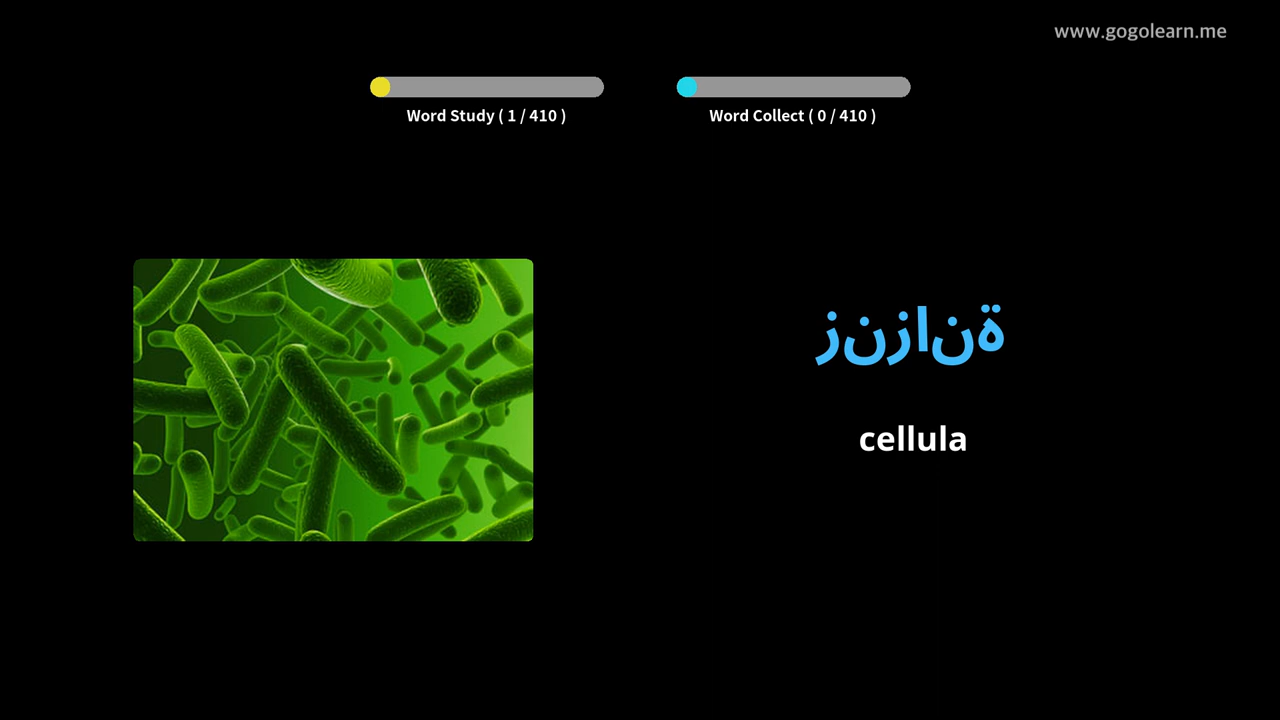 www.gogolearn.me
Word Study ( 1 / 410 )
Word Collect ( 0 / 410 )
زنزانة
cellula